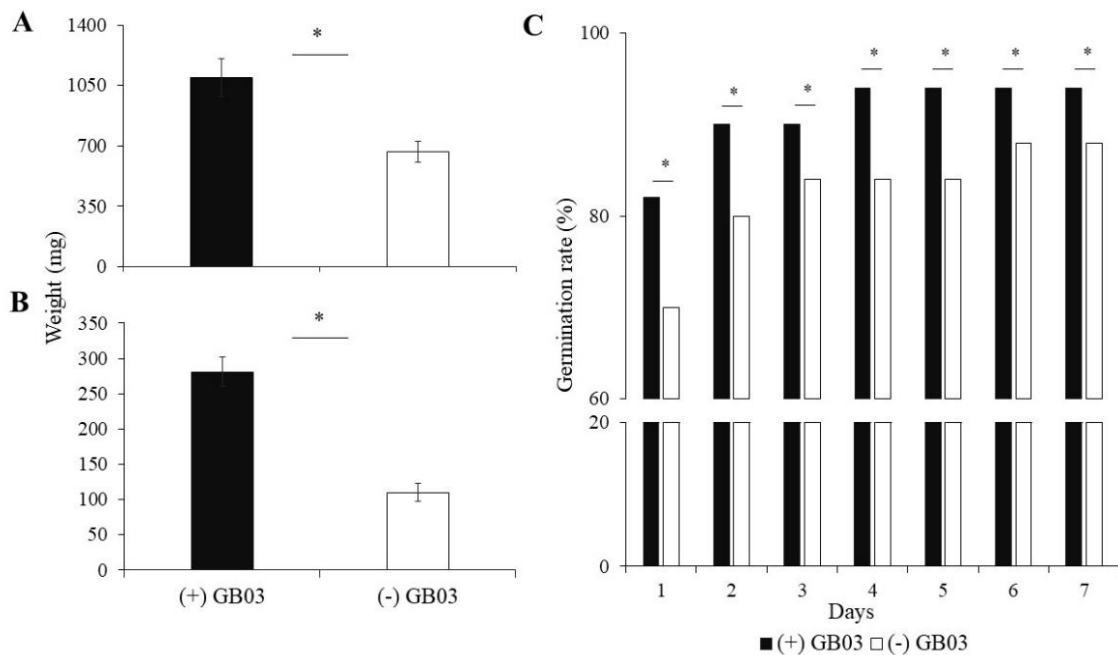 A
Weight (mg)
1400
1050
700
350
0
*
B
350
300
250
200
150
100
50
0
*
(+) GB03 (-) GB03
C
Germination rate (%)
100
80
60
20
0
* * * * * * *
1 2 3 4 5 6 7
Days
(+) GB03 (-) GB03